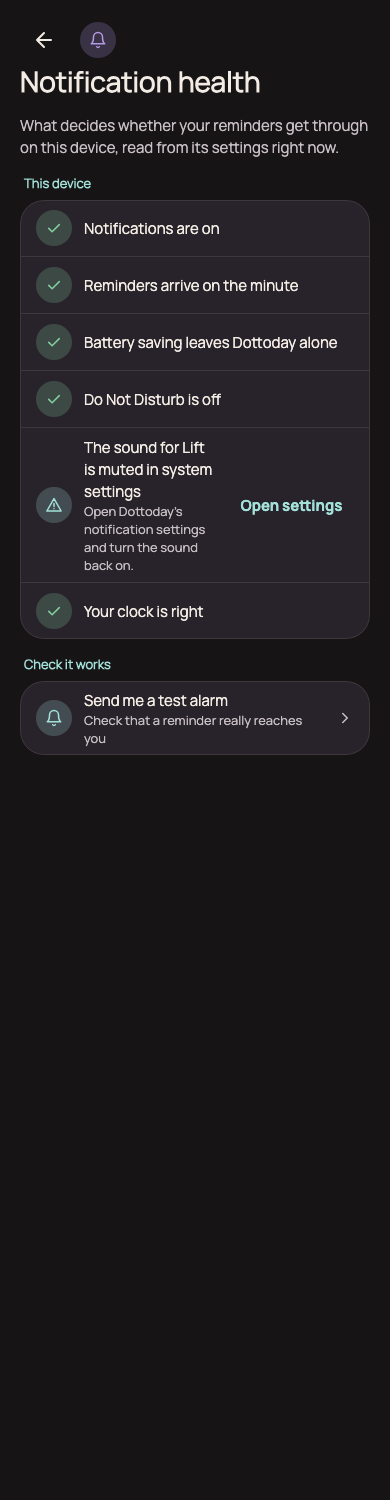 Notification health
What decides whether your reminders get through
on this device, read from its settings right now.
This device
Notifications are on
Reminders arrive on the minute
Battery saving leaves Dottoday alone
Do Not Disturb is off
The sound for Lift
is muted in system
settings
Open Dottoday's
notification settings
and turn the sound
back on.
Open settings
Your clock is right
Check it works
Send me a test alarm
Check that a reminder really reaches
you